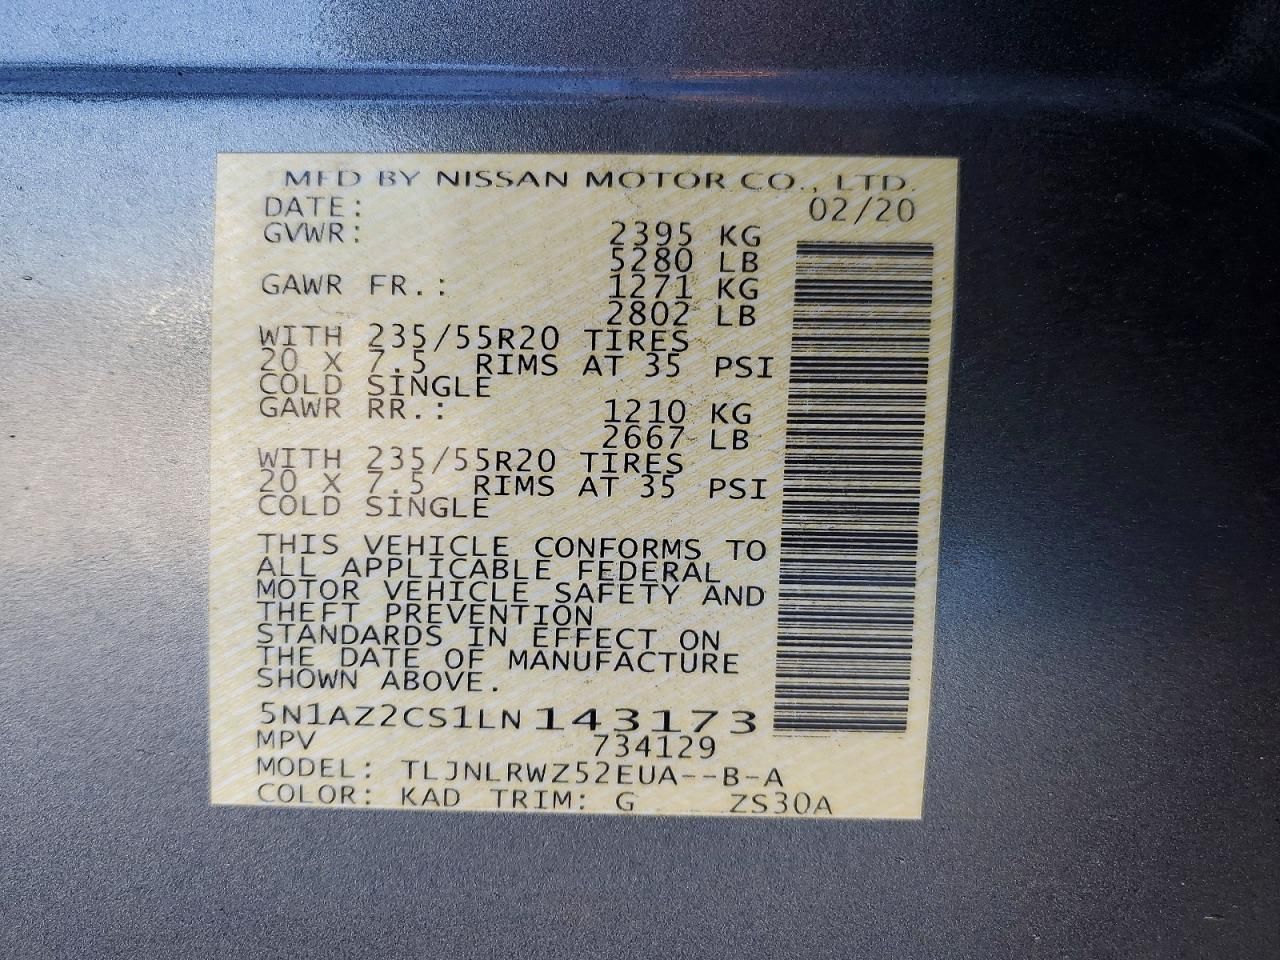 MFD BY NISSAN MOTOR CO., LTD.
DATE: 02/20
GVWR: 2395 KG
5280 LB
GAWR FR.: 1271 KG
2802 LB
WITH 235/55R20 TIRES
20 X 7.5 RIMS AT 35 PSI
COLD SINGLE
GAWR RR.: 1210 KG
2667 LB
WITH 235/55R20 TIRES
20 X 7.5 RIMS AT 35 PSI
COLD SINGLE
THIS VEHICLE CONFORMS TO
ALL APPLICABLE FEDERAL
MOTOR VEHICLE SAFETY AND
THEFT PREVENTION
STANDARDS IN EFFECT ON
THE DATE OF MANUFACTURE
SHOWN ABOVE.
5N1AZ2CS1LN143173
MPV 734129
MODEL: TLJNLRWZ52EUA--B-A
COLOR: KAD TRIM: G ZS30A